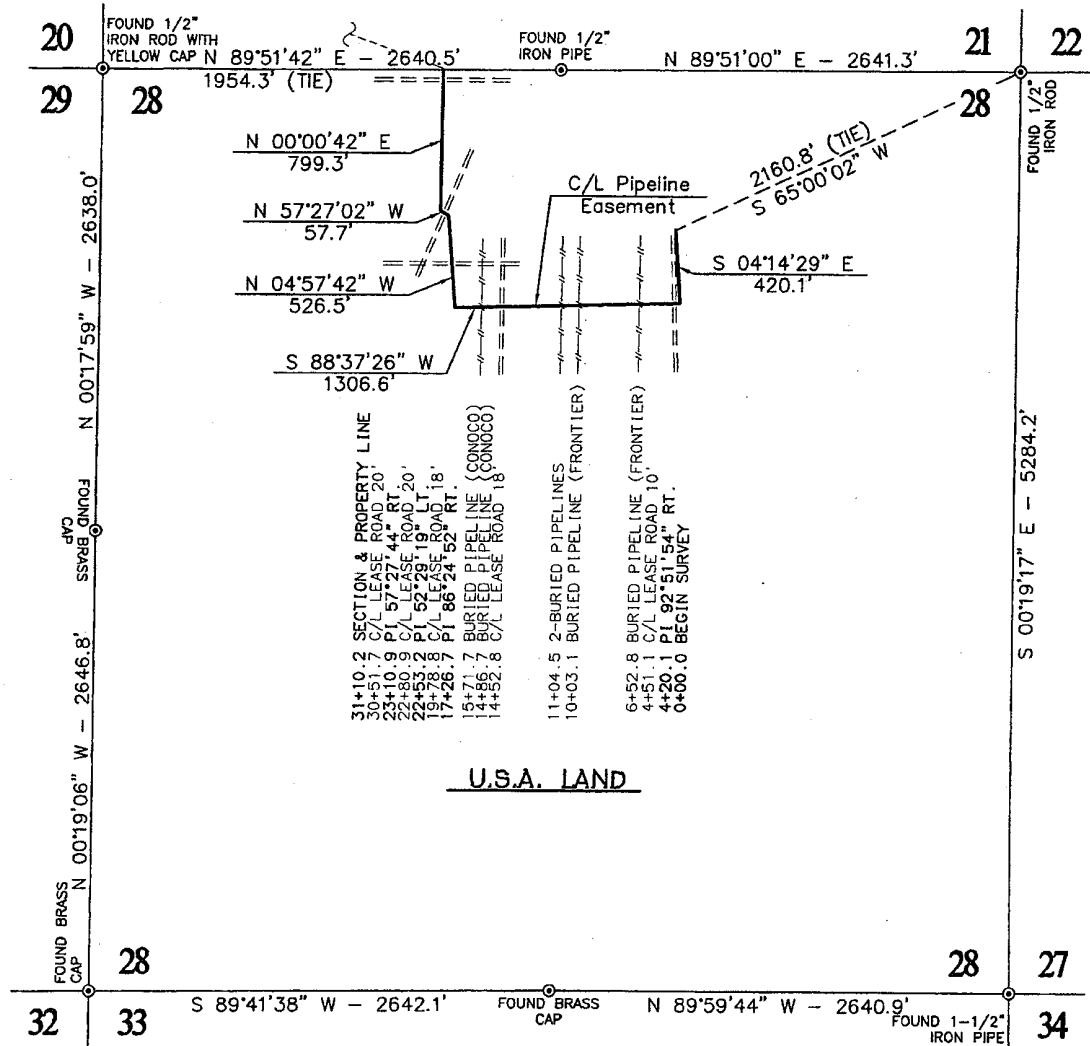 20
FOUND 1/2"
IRON ROD WITH
YELLOW CAP
N 89°51'42" E - 2640.5'
1954.3' (TIE)
FOUND 1/2"
IRON PIPE
N 89°51'00" E - 2641.3'
21
22
29
28
28
FOUND 1/2"
IRON ROD
N 00°00'42" E
799.3'
2160.8' (TIE)
S 65°00'02" W
C/L Pipeline
Easement
N 57°27'02" W
57.7'
S 04°14'29" E
420.1'
N 04°57'42" W
526.5'
S 88°37'26" W
1306.6'
N 00°17'59" W - 2638.0'
FOUND BRASS
CAP
N 00°19'06" W - 2646.8'
31+10.2 SECTION & PROPERTY LINE
30+51.7 C/L LEASE ROAD 20'
23+10.9 PI 57°27'44" RT.
22+80.9 C/L LEASE ROAD 20'
22+53.2 PI 52°29'19" LT.
19+78.8 C/L LEASE ROAD 18'
17+26.7 PI 86°24'52" RT.
15+71.7 BURIED PIPELINE (CONOCO)
14+86.7 BURIED PIPELINE (CONOCO)
14+52.8 C/L LEASE ROAD 18'
11+04.5 2-BURIED PIPELINES
10+03.1 BURIED PIPELINE (FRONTIER)
6+52.8 BURIED PIPELINE (FRONTIER)
4+51.1 C/L LEASE ROAD 10'
4+20.1 PI 92°51'54" RT.
0+00.0 BEGIN SURVEY
S 00°19'17" E - 5284.2'
U.S.A. LAND
FOUND BRASS
CAP
28
28
27
S 89°41'38" W - 2642.1'
FOUND BRASS
CAP
N 89°59'44" W - 2640.9'
FOUND 1-1/2"
IRON PIPE
32
33
34